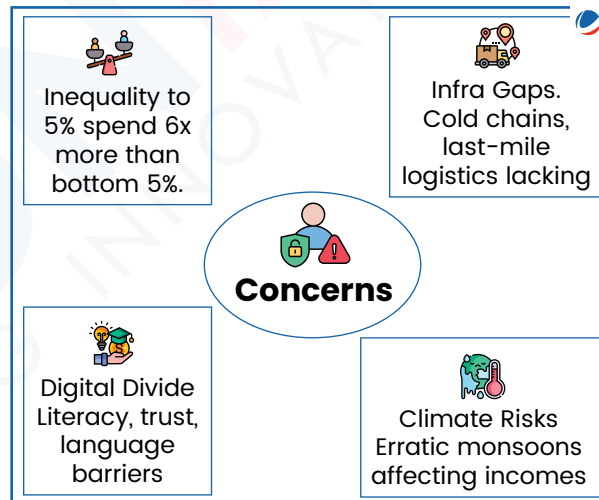 Inequality to
5% spend 6x
more than
bottom 5%.
Infra Gaps.
Cold chains,
last-mile
logistics lacking
Concerns
Digital Divide
Literacy, trust,
language
barriers
Climate Risks
Erratic monsoons
affecting incomes